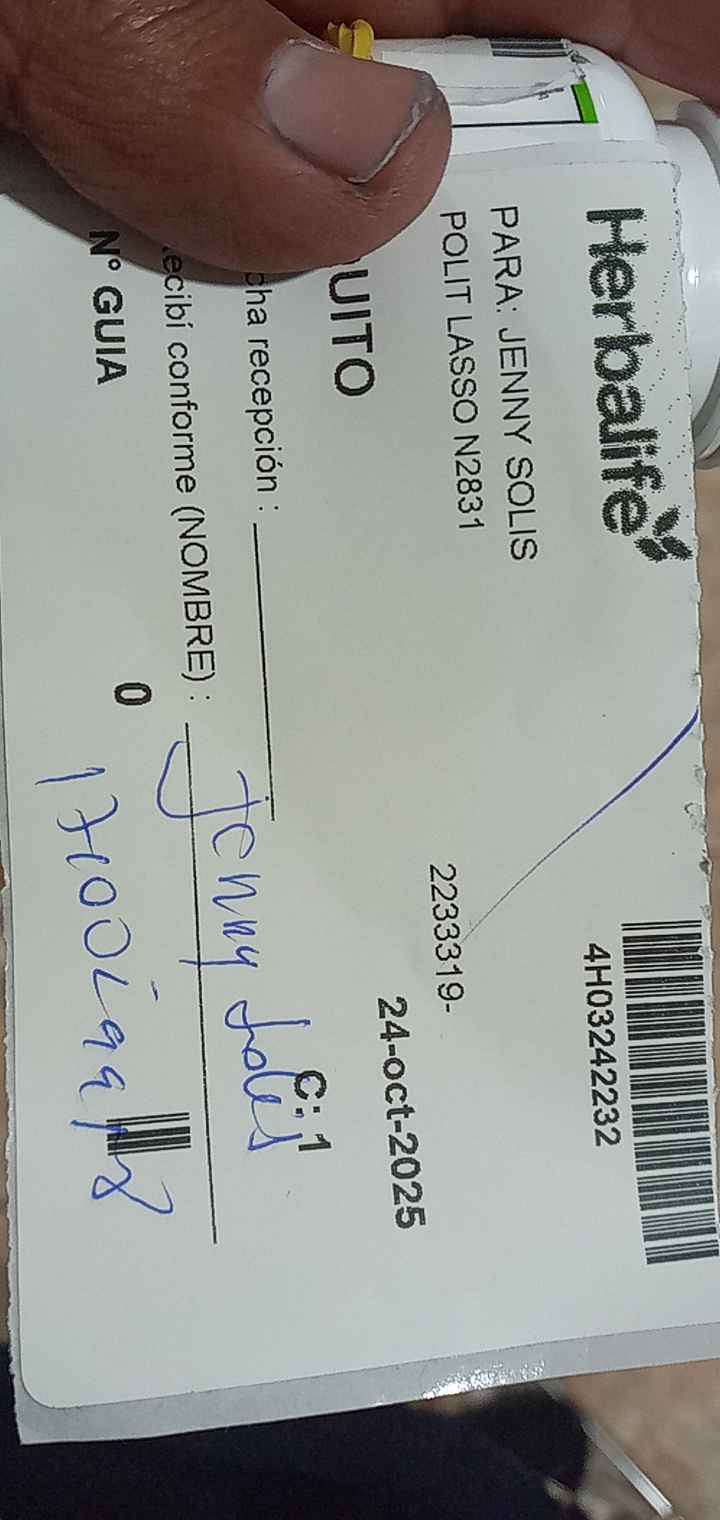 Herbalife
4H03242232
PARA: JENNY SOLIS
POLIT LASSO N2831
2233319-
24-oct-2025
UITO
C: 1
cha recepción :
ecibí conforme (NOMBRE) : Jenny Solis
Nº GUIA 0